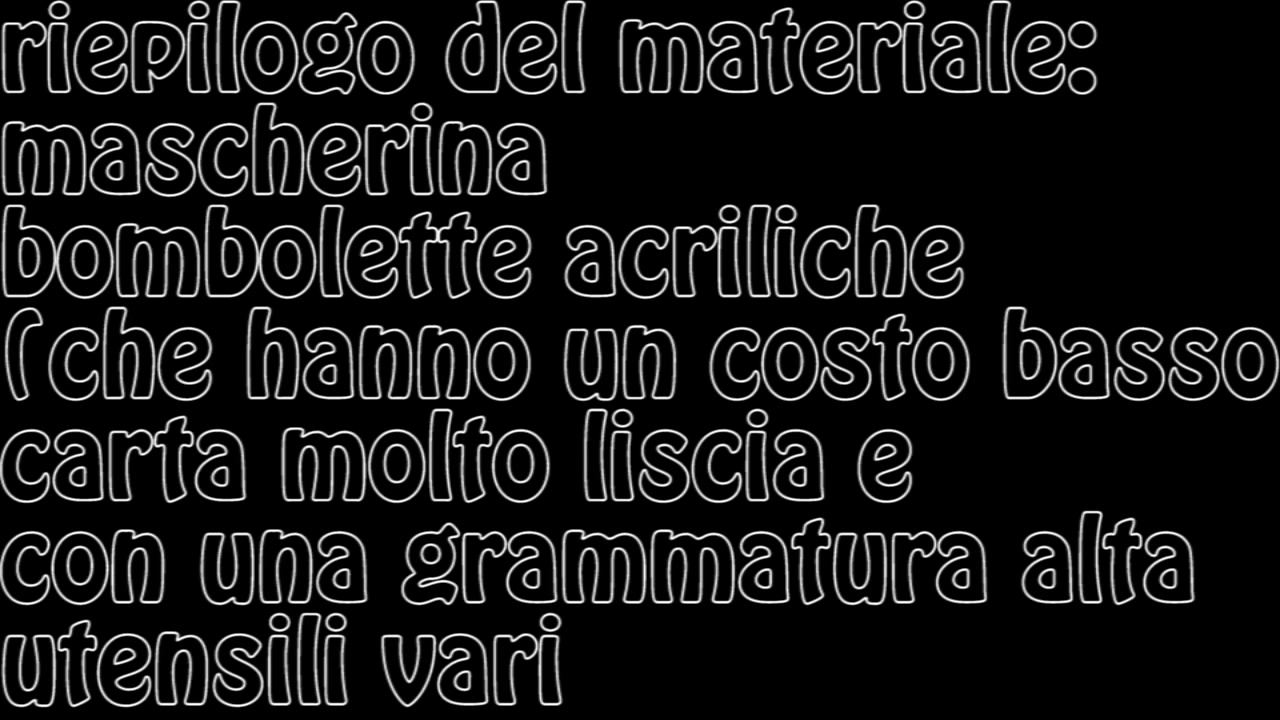 riepilogo del materiale:
mascherina
bombolette acriliche
(che hanno un costo basso
carta molto liscia e
con una grammatura alta
utensili vari